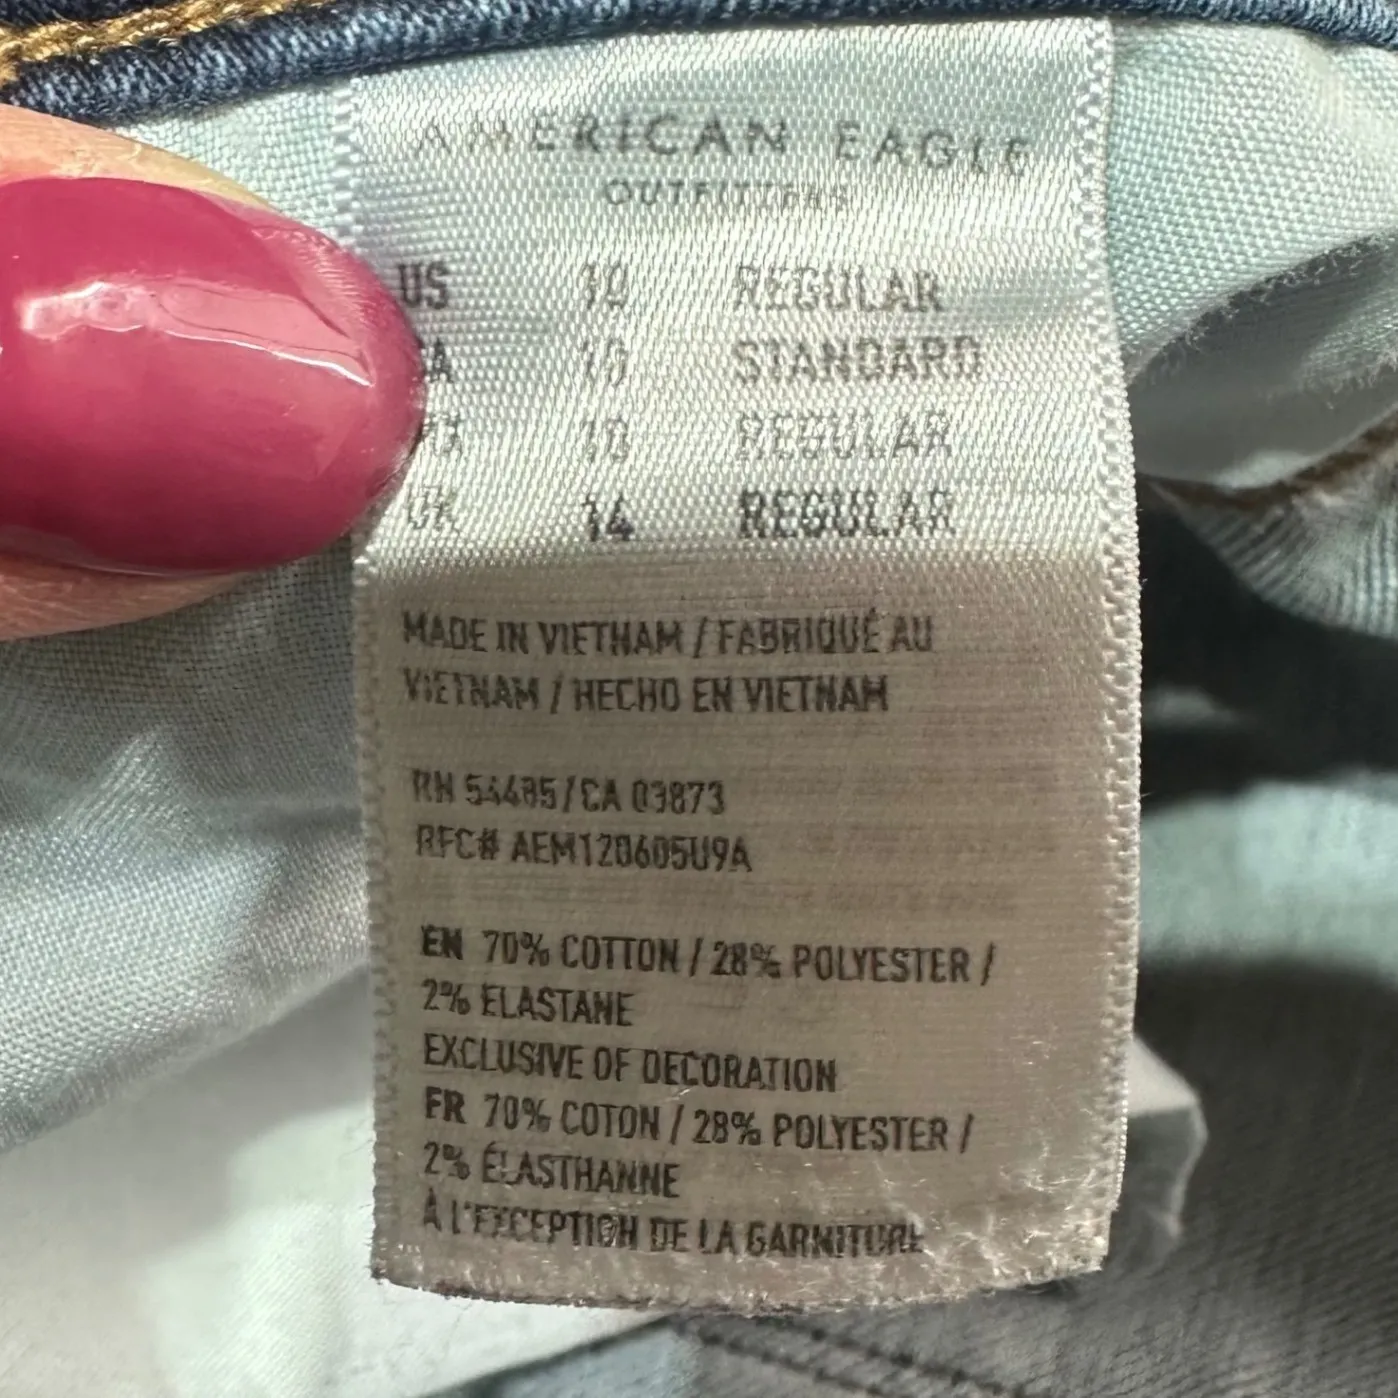 AMERICAN EAGLE
OUTFITTERS
US 10 REGULAR
A 10 STANDARD
10 REGULAR
UK 14 REGULAR
MADE IN VIETNAM / FABRIQUÉ AU
VIETNAM / HECHO EN VIETNAM
RN 54485/CA 03873
RFC# AEM120605U9A
EN 70% COTTON / 28% POLYESTER /
2% ELASTANE
EXCLUSIVE OF DECORATION
FR 70% COTON / 28% POLYESTER /
2% ÉLASTHANNE
À L'EXCEPTION DE LA GARNITURE